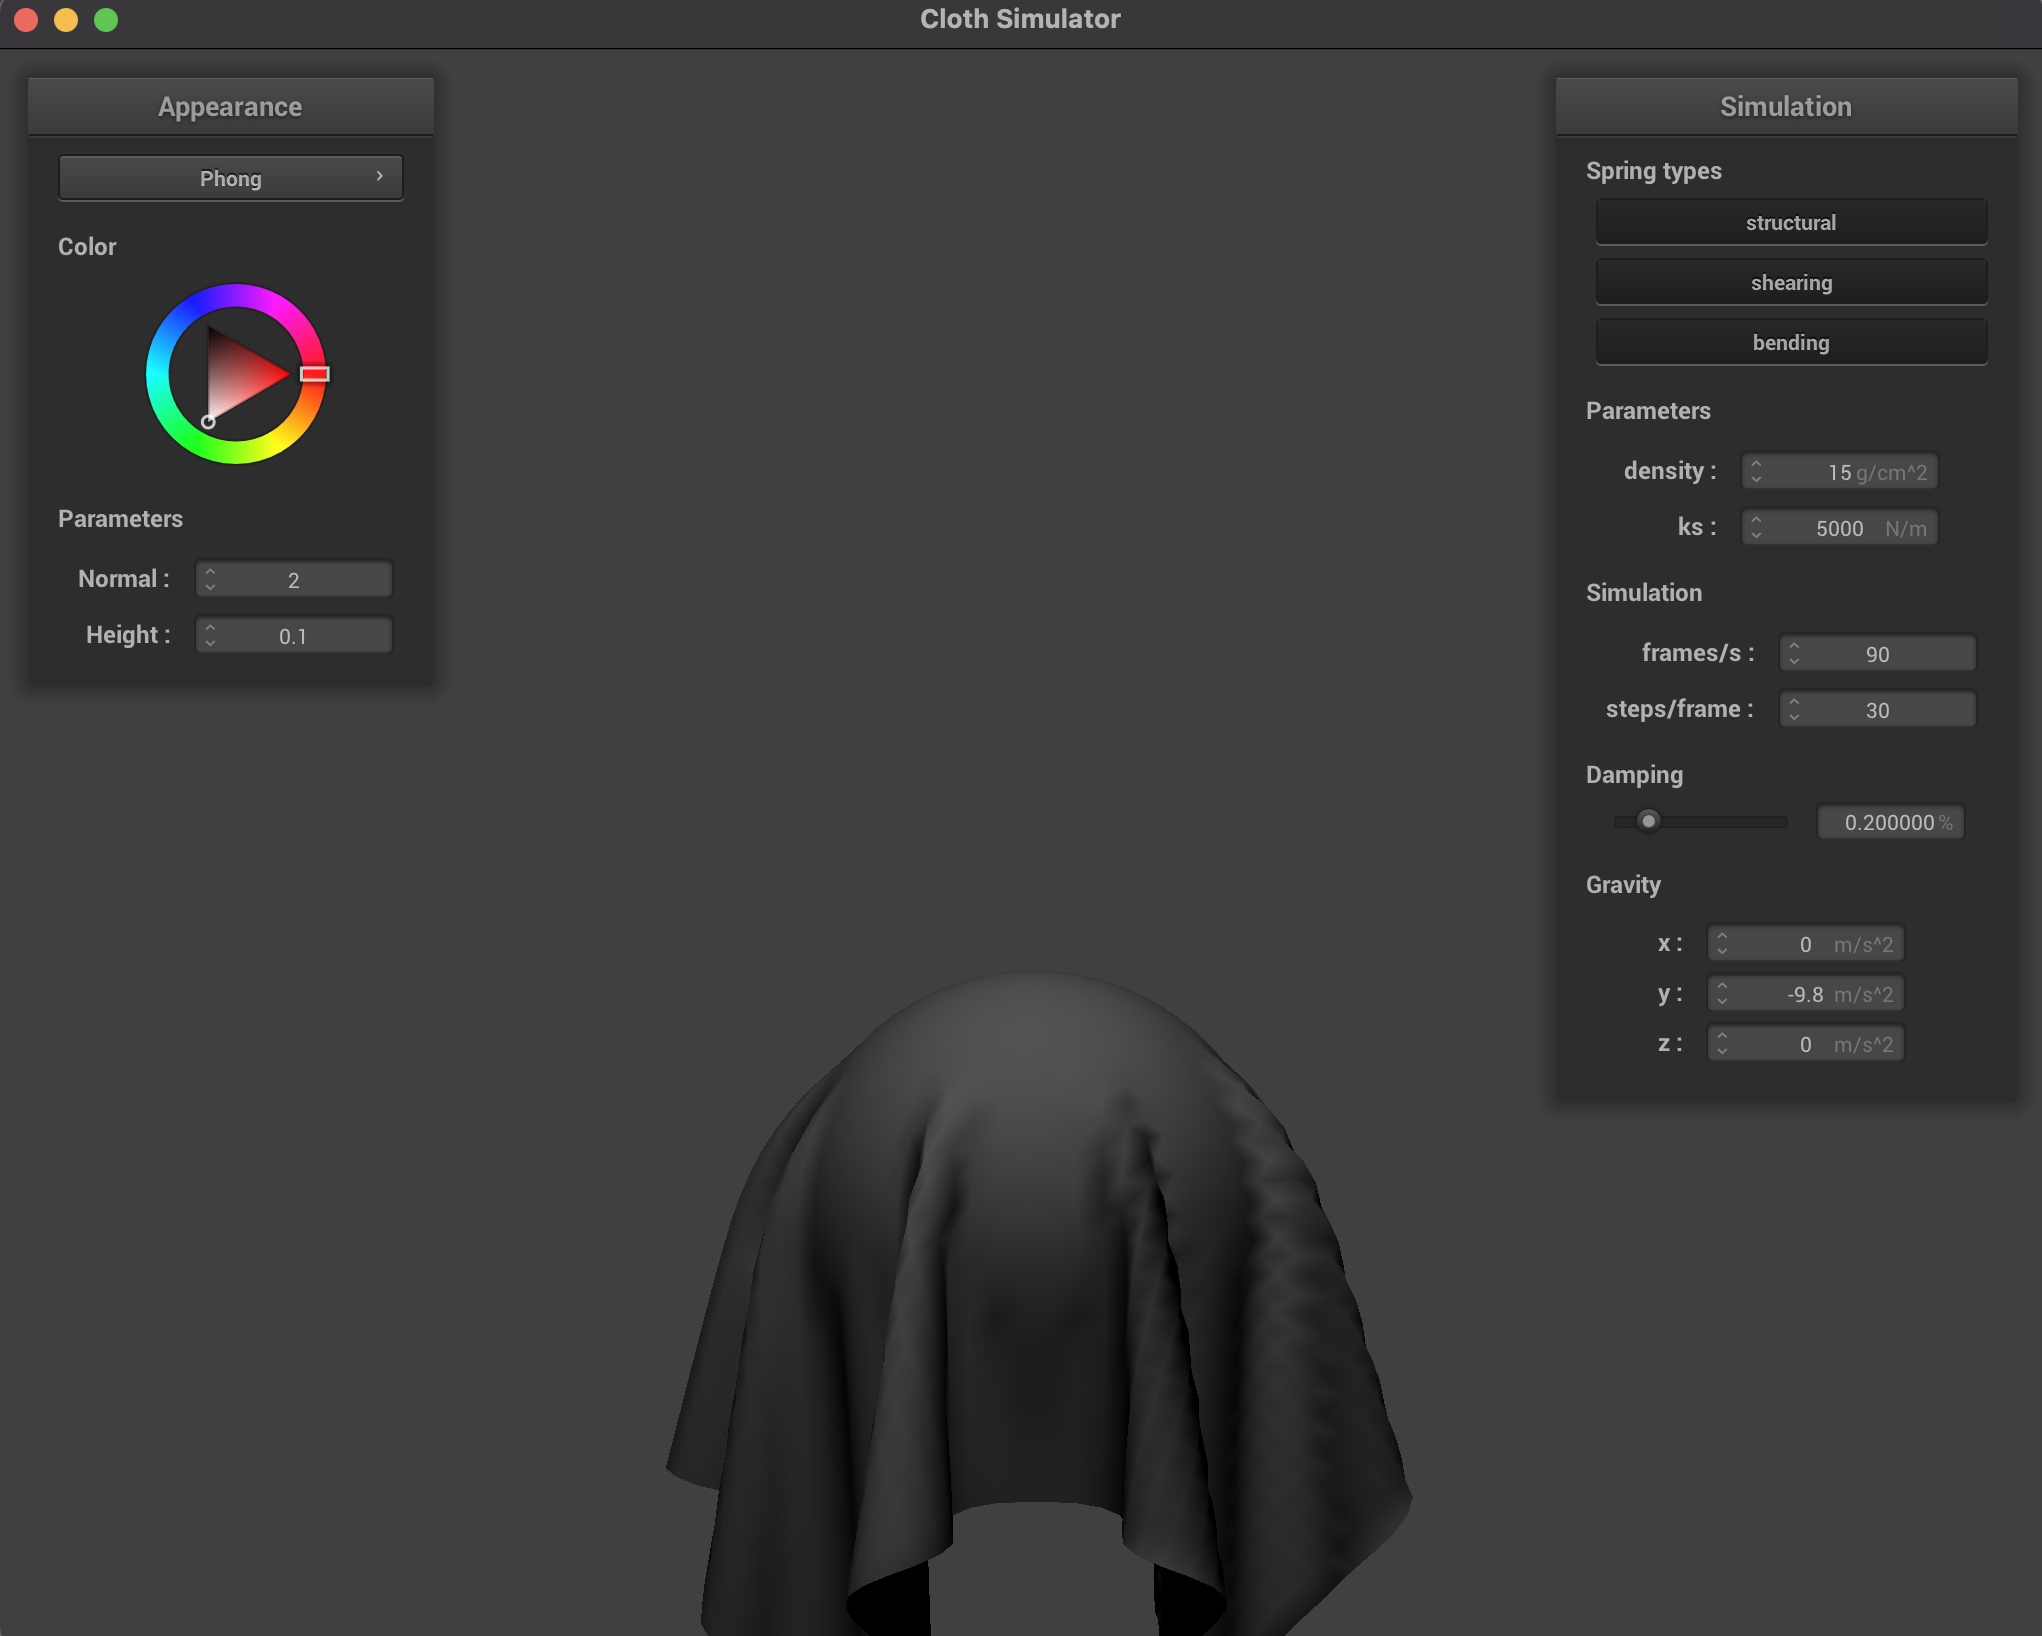 Cloth Simulator
Appearance
Phong
Color
Parameters
Normal : 2
Height : 0.1
Simulation
Spring types
structural
shearing
bending
Parameters
density : 15 g/cm^2
ks : 5000 N/m
Simulation
frames/s : 90
steps/frame : 30
Damping
0.200000 %
Gravity
x : 0 m/s^2
y : -9.8 m/s^2
z : 0 m/s^2